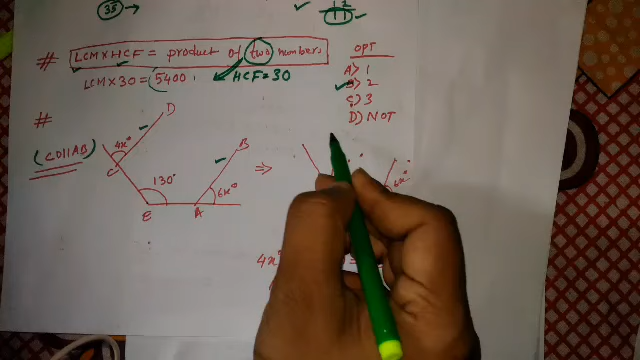 35 →
12
11
# LCM × HCF = product of two numbers
LCM × 30 = 5400. HCF = 30
OPT
A> 1
B> 2
C> 3
D) NOT
#
(CD||AB)
D
4x°
C
B
130°
6x°
E
A
⇒
6x°
4x°